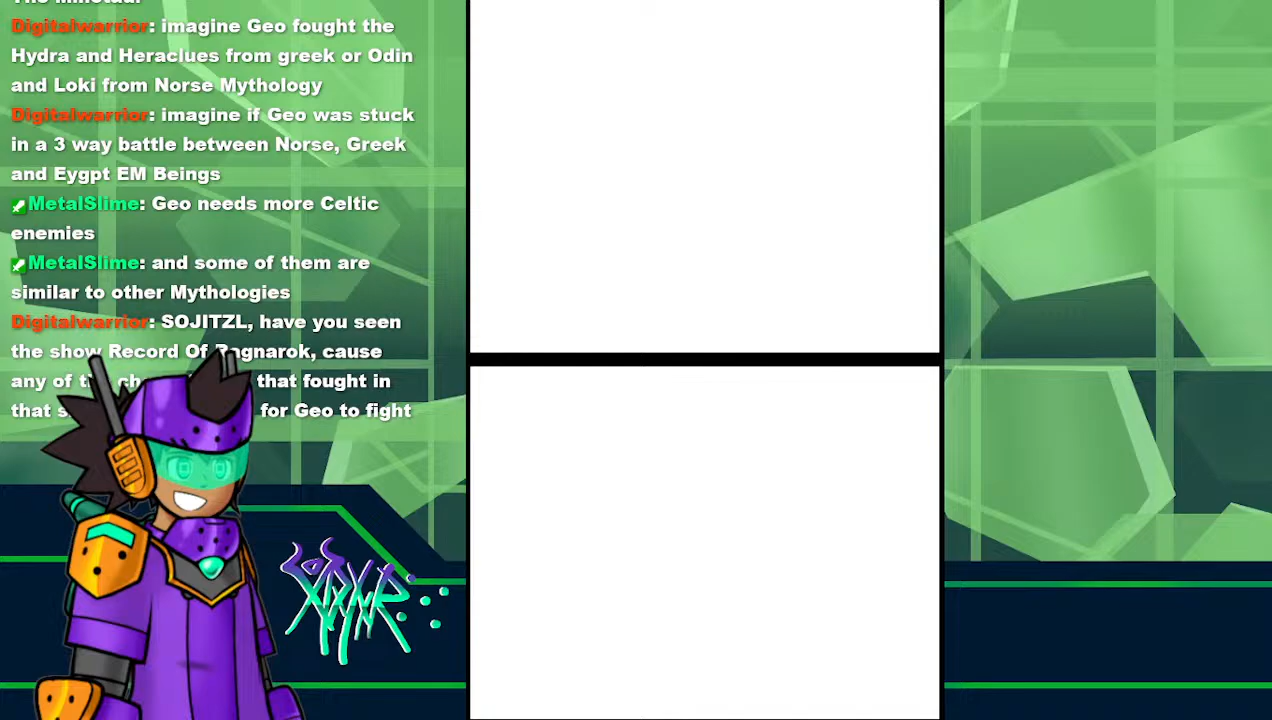 Digitalwarrior: imagine Geo fought the
Hydra and Heraclues from greek or Odin
and Loki from Norse Mythology
Digitalwarrior: imagine if Geo was stuck
in a 3 way battle between Norse, Greek
and Eygpt EM Beings
MetalSlime: Geo needs more Celtic
enemies
MetalSlime: and some of them are
similar to other Mythologies
Digitalwarrior: SOJITZL, have you seen
the show Record Of Ragnarok, cause
any of that fought in
that for Geo to fight